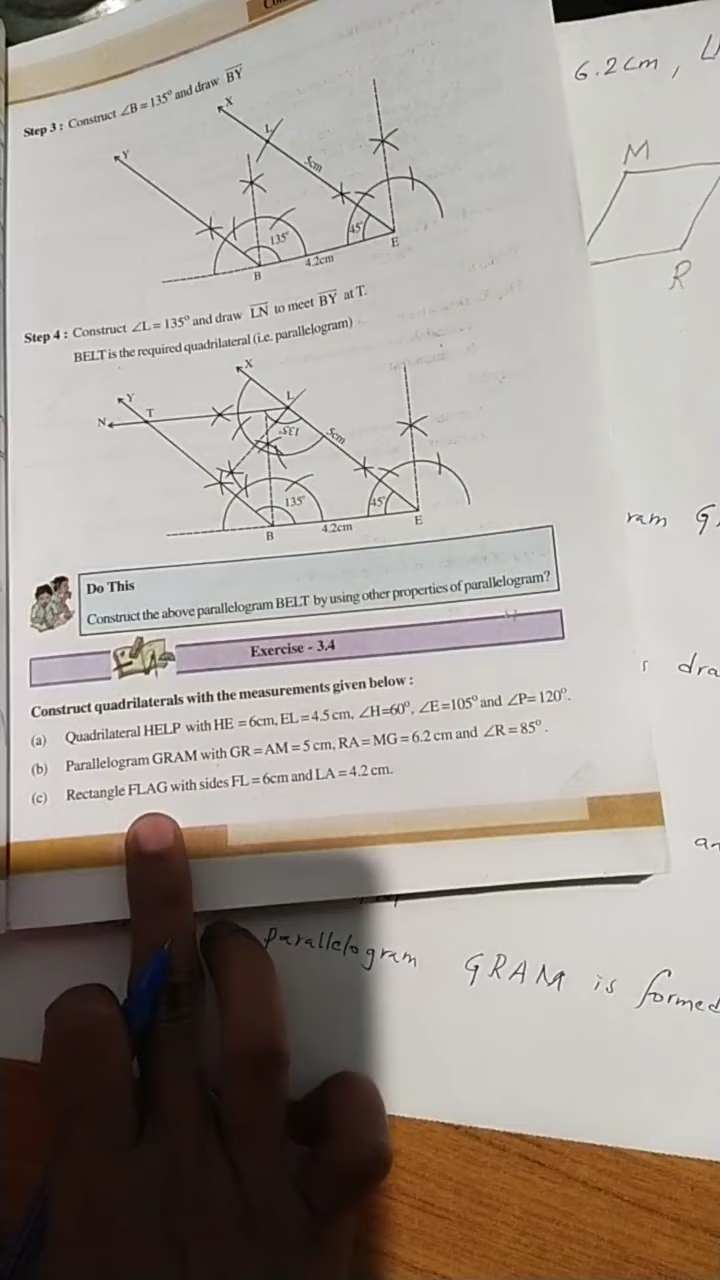 Step 3 : Construct ∠B = 135° and draw BY
X
Y
L
5cm
135°
45°
B
4.2cm
E
Step 4 : Construct ∠L = 135° and draw LN to meet BY at T.
BELT is the required quadrilateral (i.e. parallelogram)
X
Y
N
T
L
135°
5cm
135°
45°
B
4.2cm
E
Do This
Construct the above parallelogram BELT by using other properties of parallelogram?
Exercise - 3.4
Construct quadrilaterals with the measurements given below :
(a) Quadrilateral HELP with HE = 6cm, EL = 4.5 cm, ∠H=60°, ∠E=105° and ∠P= 120°.
(b) Parallelogram GRAM with GR = AM = 5 cm, RA = MG = 6.2 cm and ∠R = 85°.
(c) Rectangle FLAG with sides FL = 6cm and LA = 4.2 cm.
6.2cm,
M
R
ram G
s dra
an
Parallelogram GRAM is formed